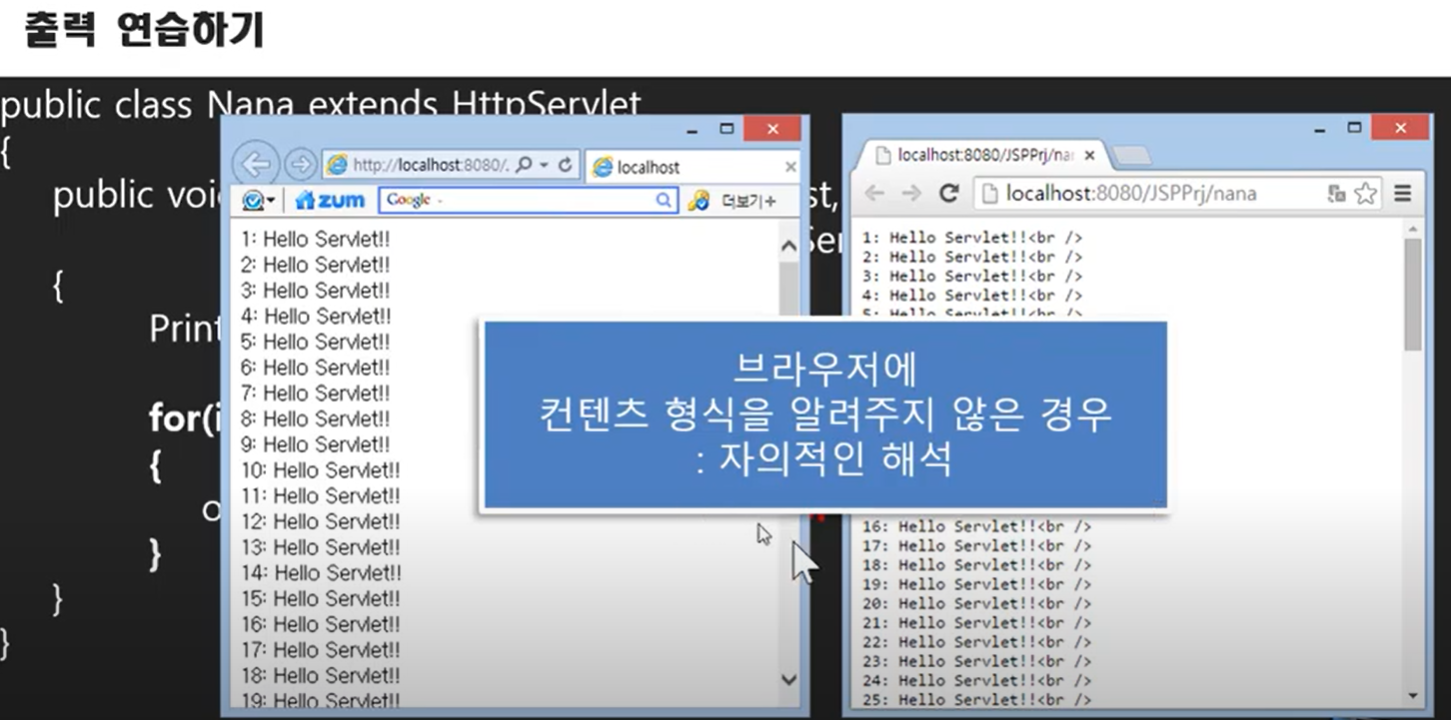 출력 연습하기
public class Nana extends HttpServlet
{
public voi
st,
Ser
{
Print
for(i
{
o
}
}
}
http://localhost:8080/.
localhost
zum
Google
더보기+
1: Hello Servlet!!
2: Hello Servlet!!
3: Hello Servlet!!
4: Hello Servlet!!
5: Hello Servlet!!
6: Hello Servlet!!
7: Hello Servlet!!
8: Hello Servlet!!
9: Hello Servlet!!
10: Hello Servlet!!
11: Hello Servlet!!
12: Hello Servlet!!
13: Hello Servlet!!
14: Hello Servlet!!
15: Hello Servlet!!
16: Hello Servlet!!
17: Hello Servlet!!
18: Hello Servlet!!
19: Hello Servlet!!
localhost:8080/JSPPrj/na
localhost:8080/JSPPrj/nana
1: Hello Servlet!!<br />
2: Hello Servlet!!<br />
3: Hello Servlet!!<br />
4: Hello Servlet!!<br />
5: Hello Servlet!!<br />
브라우저에
컨텐츠 형식을 알려주지 않은 경우
: 자의적인 해석
16: Hello Servlet!!<br />
17: Hello Servlet!!<br />
18: Hello Servlet!!<br />
19: Hello Servlet!!<br />
20: Hello Servlet!!<br />
21: Hello Servlet!!<br />
22: Hello Servlet!!<br />
23: Hello Servlet!!<br />
24: Hello Servlet!!<br />
25: Hello Servlet!!<br />